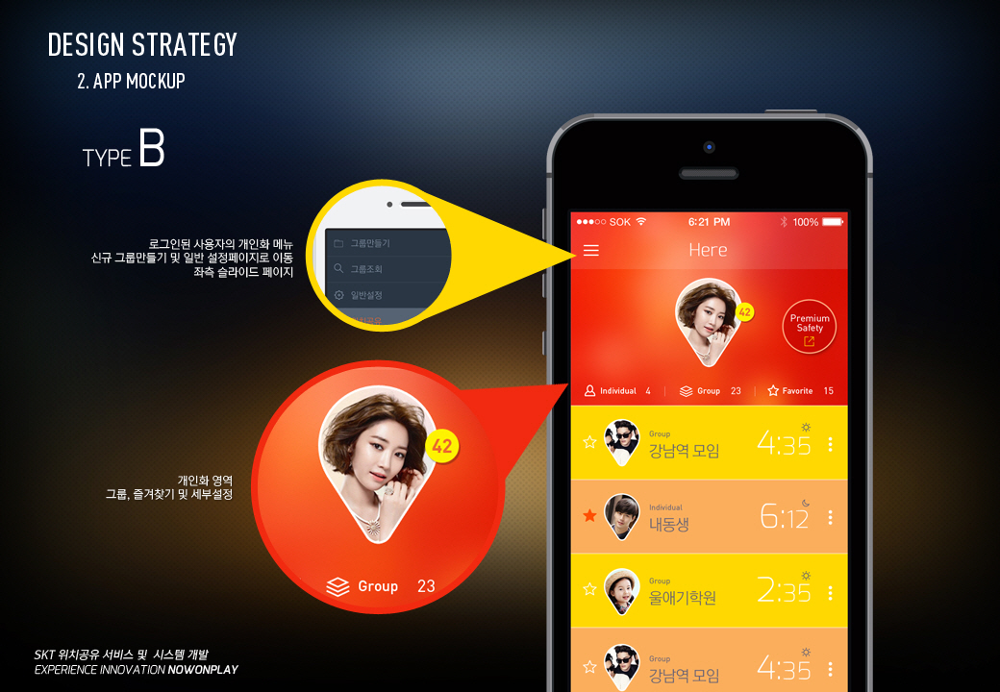 DESIGN STRATEGY
2. APP MOCKUP
TYPE B
로그인된 사용자의 개인화 메뉴
신규 그룹만들기 및 일반 설정페이지로 이동
좌측 슬라이드 페이지
그룹만들기
그룹조회
일반설정
위치공유
개인화 영역
그룹, 즐겨찾기 및 세부설정
42
Group 23
SOK 6:21 PM 100%
Here
42
Premium
Safety
Individual 4 Group 23 Favorite 15
Group
강남역 모임 4:35
Individual
내동생 6:12
Group
울애기학원 2:35
Group
강남역 모임 4:35
SKT 위치공유 서비스 및 시스템 개발
EXPERIENCE INNOVATION NOWONPLAY